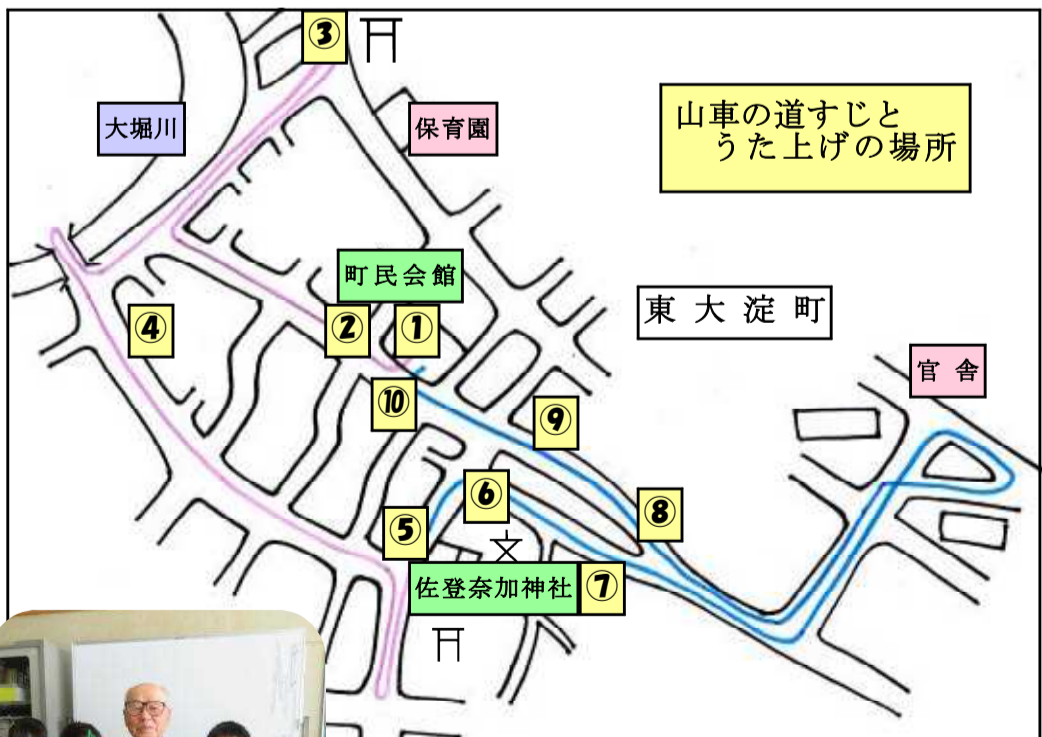 ③
大堀川
保育園
山車の道すじと
うた上げの場所
町民会館
④
②
①
東大淀町
官舎
⑩
⑨
⑥
⑤
⑧
文
佐登奈加神社
⑦